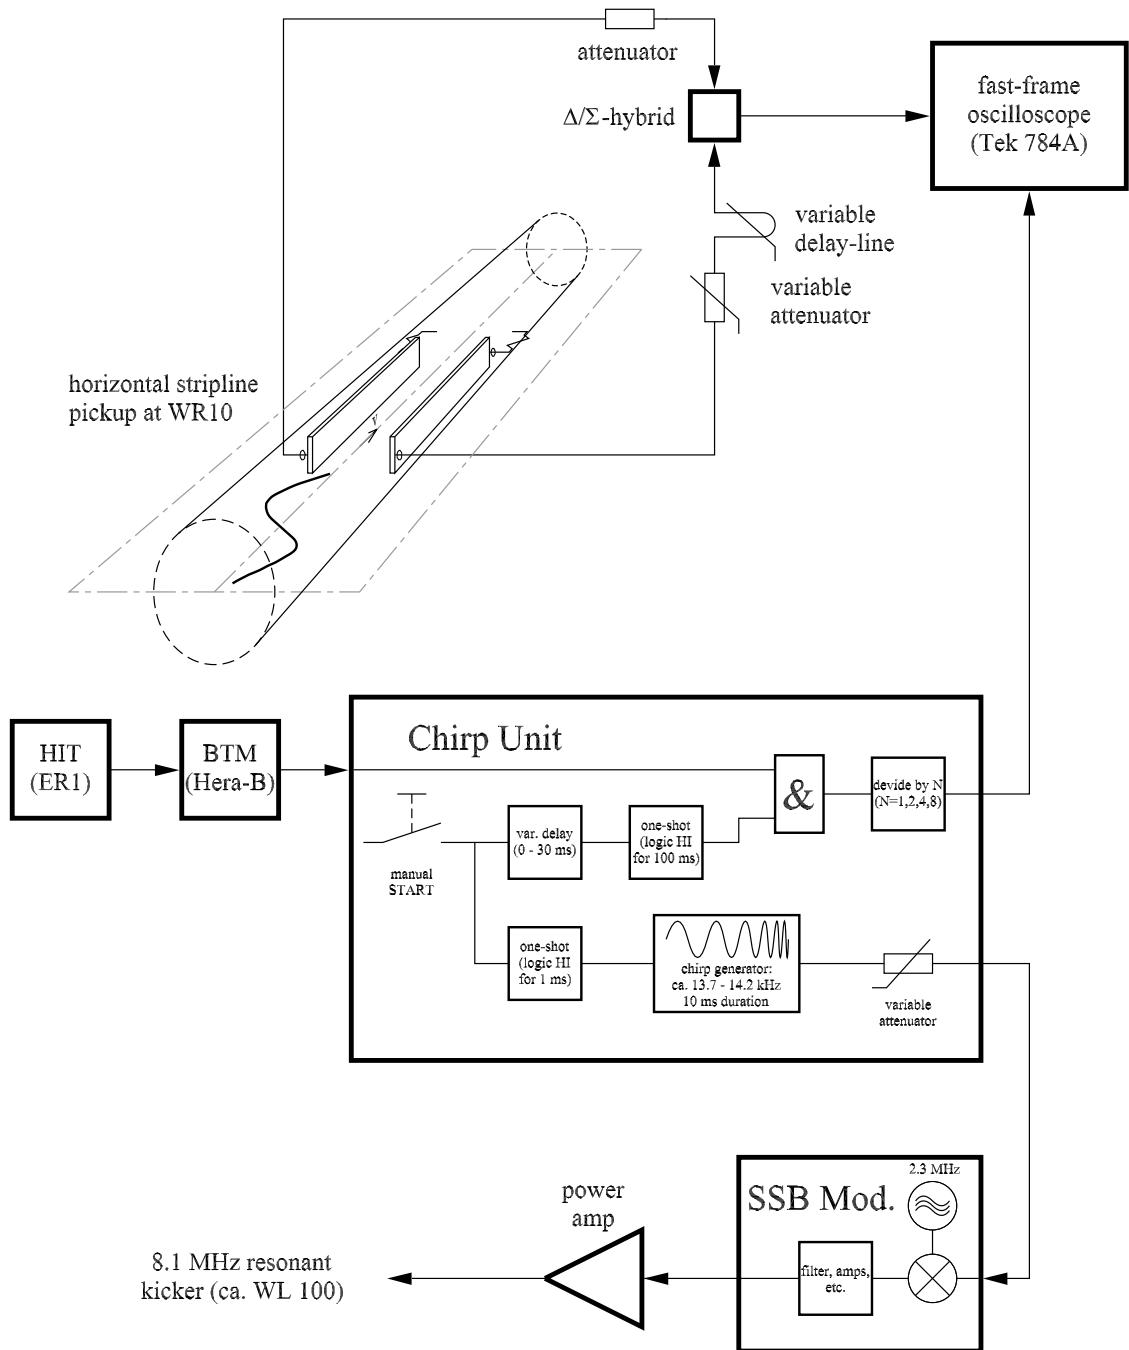 attenuator
Δ/Σ-hybrid
fast-frame
oscilloscope
(Tek 784A)
variable
delay-line
variable
attenuator
horizontal stripline
pickup at WR10
v
HIT
(ER1)
BTM
(Hera-B)
Chirp Unit
&
devide by N
(N=1,2,4,8)
manual
START
var. delay
(0 - 30 ms)
one-shot
(logic HI
for 100 ms)
one-shot
(logic HI
for 1 ms)
chirp generator:
ca. 13.7 - 14.2 kHz
10 ms duration
variable
attenuator
SSB Mod.
2.3 MHz
filter, amps,
etc.
power
amp
8.1 MHz resonant
kicker (ca. WL 100)